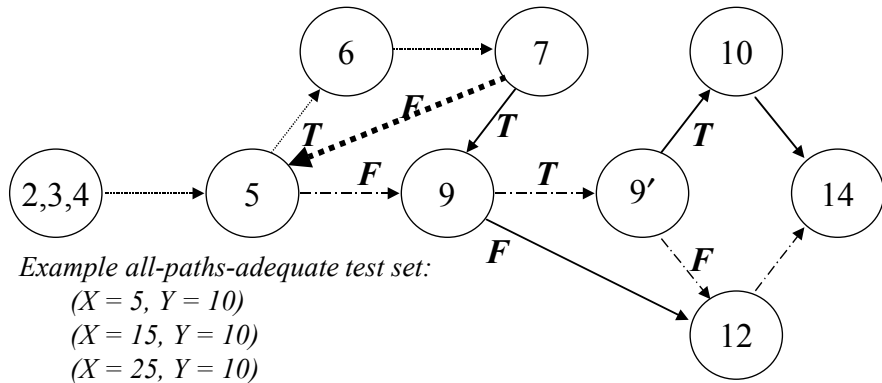 6
7
10
F
T
T
T
2,3,4
5
F
9
T
9′
14
F
F
12
Example all-paths-adequate test set:
(X = 5, Y = 10)
(X = 15, Y = 10)
(X = 25, Y = 10)